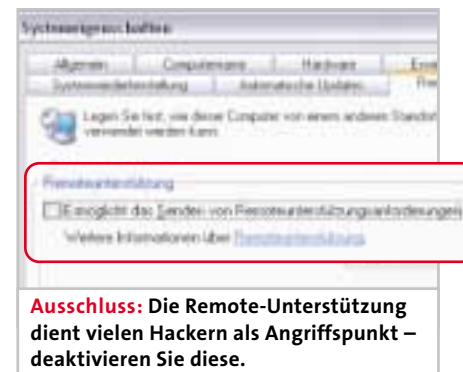 Systemeigenschaften
Allgemein Computername Hardware
Systemwiederherstellung Automatische Updates
Legen Sie fest, wie dieser Computer von einem anderen Standort
verwendet werden kann.
Remoteunterstützung
Ermöglicht das Senden von Remoteunterstützungsanforderungen
Weitere Informationen über Remoteunterstützung
Ausschluss: Die Remote-Unterstützung
dient vielen Hackern als Angriffspunkt –
deaktivieren Sie diese.